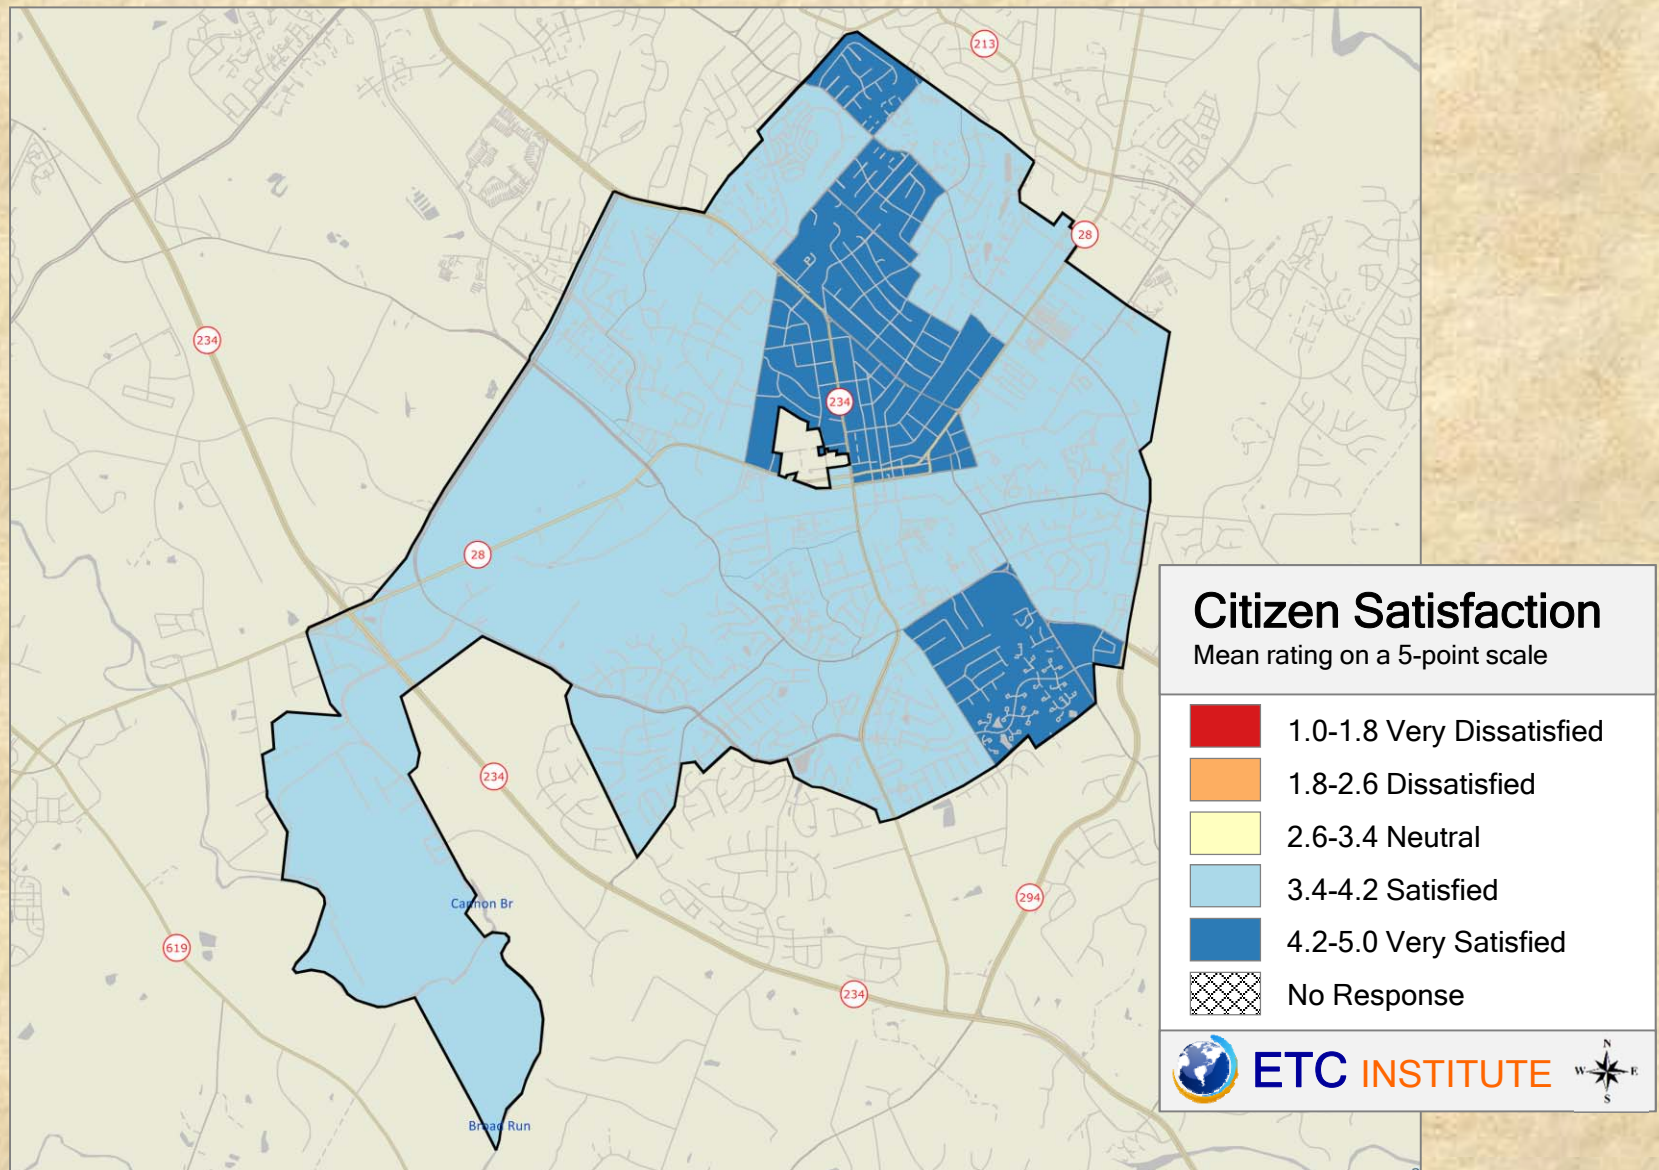 213
28
234
234
28
234
Cannon Br
294
619
234
Broad Run
Citizen Satisfaction
Mean rating on a 5-point scale
1.0-1.8 Very Dissatisfied
1.8-2.6 Dissatisfied
2.6-3.4 Neutral
3.4-4.2 Satisfied
4.2-5.0 Very Satisfied
No Response
ETC INSTITUTE
N
W E
S